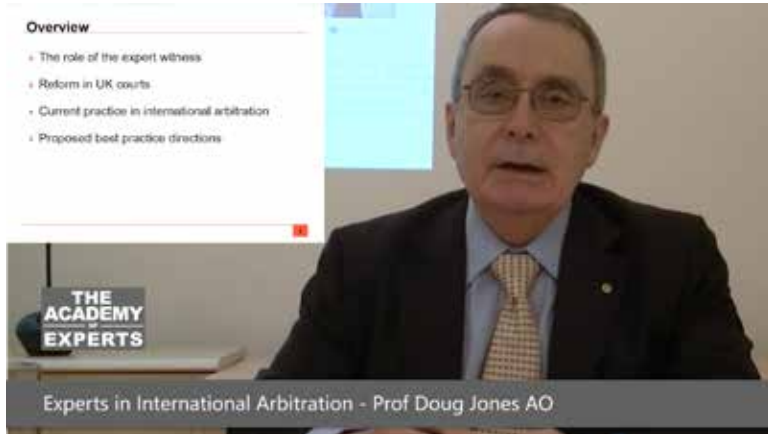 Overview
The role of the expert witness
Reform in UK courts
Current practice in international arbitration
Proposed best practice directions
THE
ACADEMY
OF
EXPERTS
Experts in International Arbitration - Prof Doug Jones AO